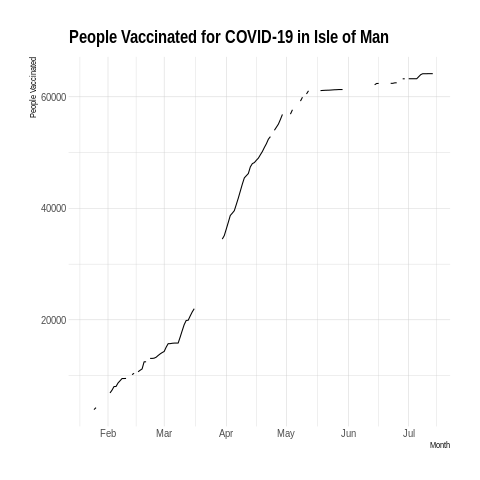 People Vaccinated for COVID-19 in Isle of Man
People Vaccinated
60000
40000
20000
Feb Mar Apr May Jun Jul
Month